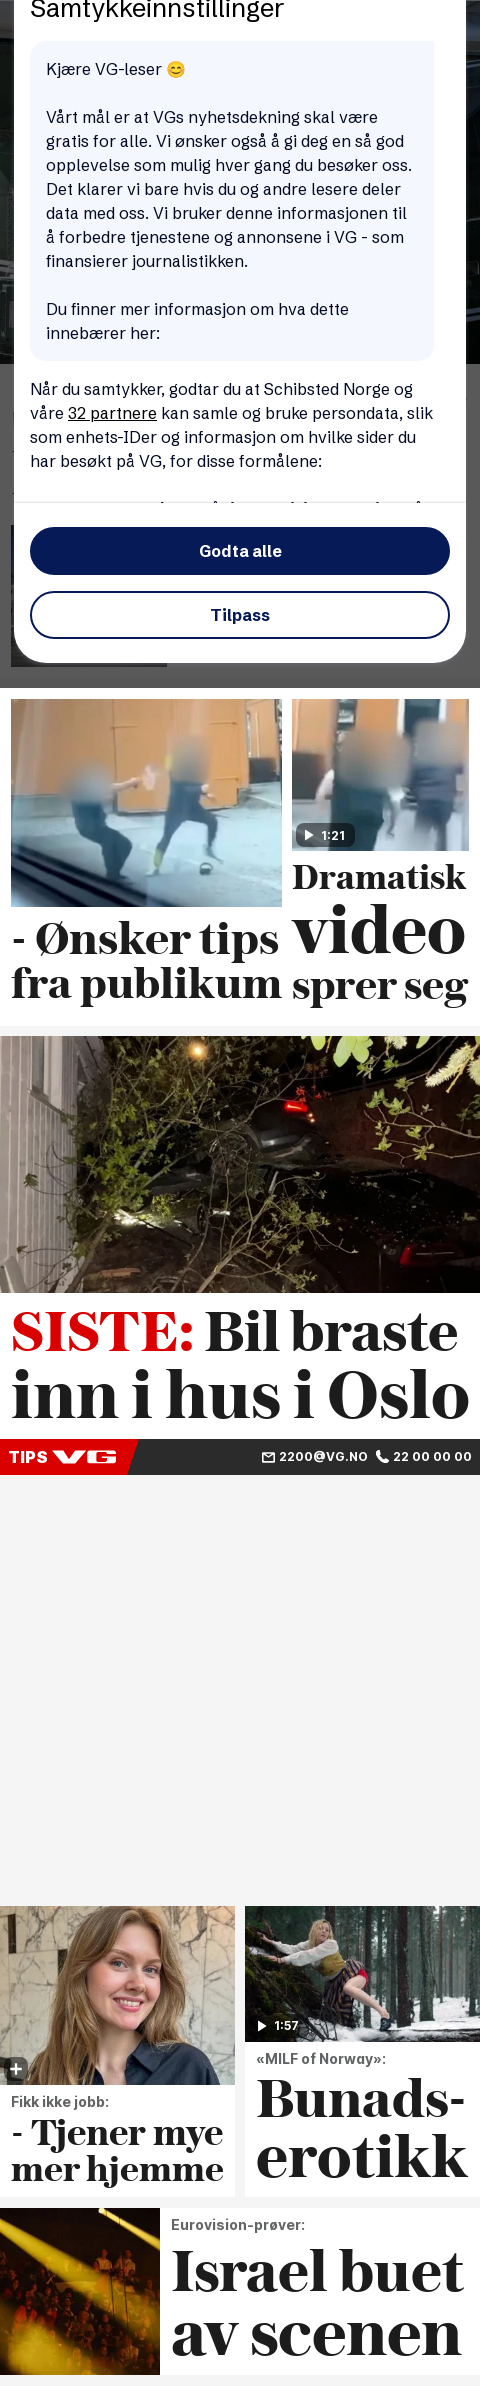 Samtykkeinnstillinger
Kjære VG-leser 😊
Vårt mål er at VGs nyhetsdekning skal være
gratis for alle. Vi ønsker også å gi deg en så god
opplevelse som mulig hver gang du besøker oss.
Det klarer vi bare hvis du og andre lesere deler
data med oss. Vi bruker denne informasjonen til
å forbedre tjenestene og annonsene i VG - som
finansierer journalistikken.
Du finner mer informasjon om hva dette
innebærer her:
Når du samtykker, godtar du at Schibsted Norge og
våre 32 partnere kan samle og bruke persondata, slik
som enhets-IDer og informasjon om hvilke sider du
har besøkt på VG, for disse formålene:
Godta alle
Tilpass
- Ønsker tips
fra publikum
1:21
Dramatisk
video
sprer seg
SISTE: Bil braste
inn i hus i Oslo
TIPS VG 2200@VG.NO 22 00 00 00
Fikk ikke jobb:
- Tjener mye
mer hjemme
1:57
«MILF of Norway»:
Bunads-
erotikk
Eurovision-prøver:
Israel buet
av scenen